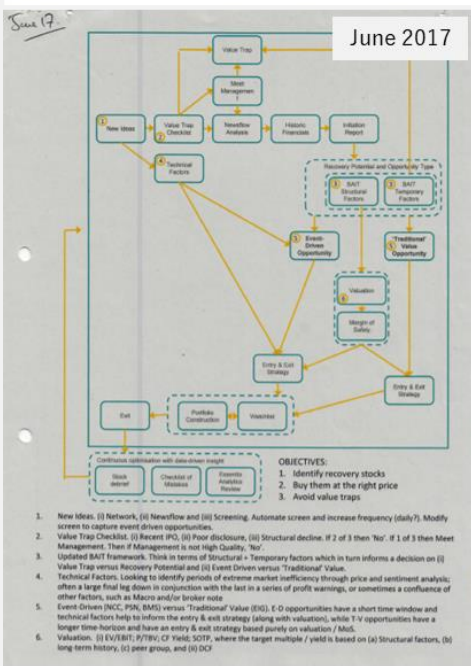 June 17.
June 2017
Value Trap
Meet
Management
?
1
New Ideas
Value Trap
Checklist
2
Newsflow
Analysis
Historic
Financials
Initiation
Report
4
Technical
Factors
Recovery Potential and Opportunity Type
3
BAIT
Structural
Factors
3
BAIT
Temporary
Factors
5
Event-
Driven
Opportunity
5
'Traditional'
Value
Opportunity
Valuation
6
Margin of
Safety
Entry & Exit
Strategy
Entry & Exit
Strategy
Exit
Portfolio
Construction
Watchlist
Continuous optimisation with data-driven insight
Stock
debrief
Checklist of
Mistakes
Essentia
Analytics
Review
OBJECTIVES:
1. Identify recovery stocks
2. Buy them at the right price
3. Avoid value traps
1. New Ideas. (i) Network, (ii) Newsflow and (iii) Screening. Automate screen and increase frequency (daily?). Modify
screen to capture event driven opportunities.
2. Value Trap Checklist. (i) Recent IPO, (ii) Poor disclosure, (iii) Structural decline. If 2 of 3 then 'No'. If 1 of 3 then Meet
Management. Then if Management is not High Quality, 'No'.
3. Updated BAIT framework. Think in terms of Structural + Temporary factors which in turn informs a decision on (i)
Value Trap versus Recovery Potential and (ii) Event Driven versus 'Traditional' Value.
4. Technical Factors. Looking to identify periods of extreme market inefficiency through price and sentiment analysis;
often a large final leg down in conjunction with the last in a series of profit warnings, or sometimes a confluence of
other factors, such as Macro and/or broker note
5. Event-Driven (NCC, PSN, BMS) versus 'Traditional' Value (EIG). E-D opportunities have a short time window and
technical factors help to inform the entry & exit strategy (along with valuation), while T-V opportunities have a
longer time-horizon and have an entry & exit strategy based purely on valuation / MoS.
6. Valuation. (i) EV/EBIT; P/TBV; CF Yield; SOTP, where the target multiple / yield is based on (a) Structural factors, (b)
long-term history, (c) peer group, and (ii) DCF